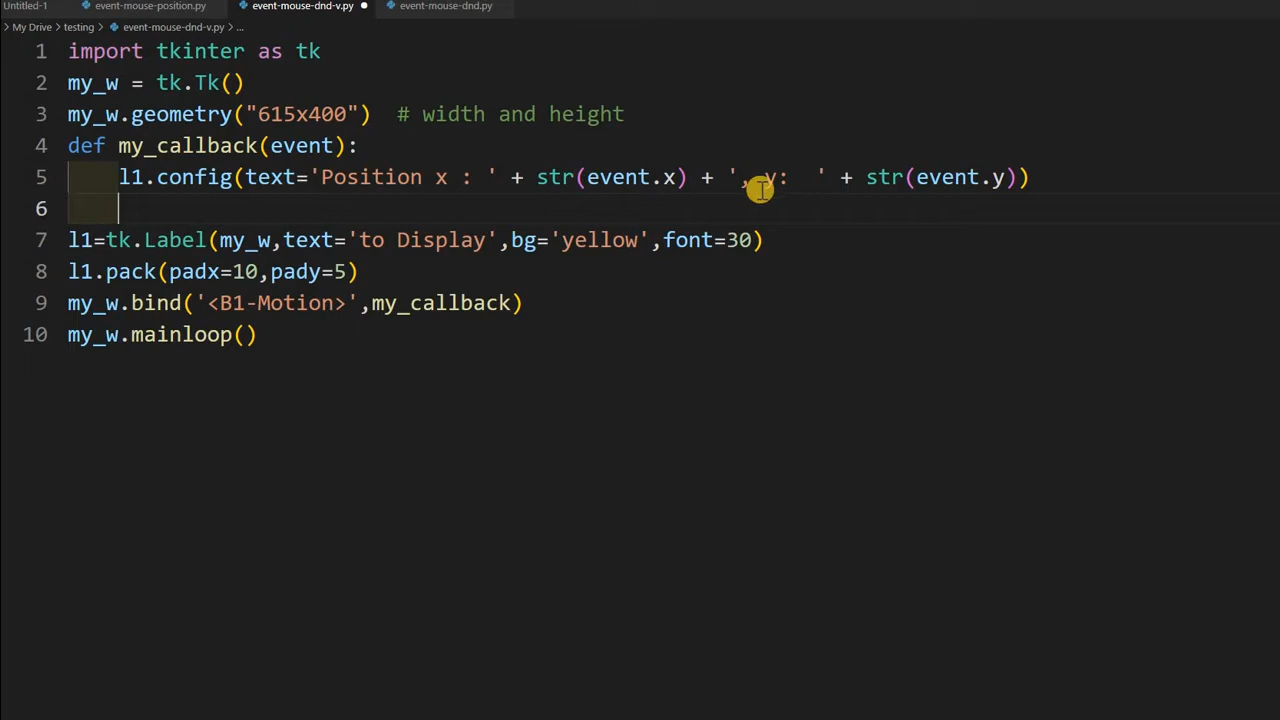 Untitled-1 event-mouse-position.py event-mouse-dnd-v.py event-mouse-dnd.py
> My Drive > testing > event-mouse-dnd-v.py > ...
1 import tkinter as tk
2 my_w = tk.Tk()
3 my_w.geometry("615x400")  # width and height
4 def my_callback(event):
5     l1.config(text='Position x : ' + str(event.x) + ', y:  ' + str(event.y))
6
7 l1=tk.Label(my_w,text='to Display',bg='yellow',font=30)
8 l1.pack(padx=10,pady=5)
9 my_w.bind('<B1-Motion>',my_callback)
10 my_w.mainloop()